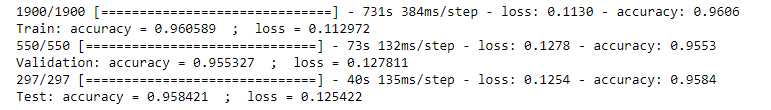 1900/1900 [==============================] - 731s 384ms/step - loss: 0.1130 - accuracy: 0.9606
Train: accuracy = 0.960589  ;  loss = 0.112972
550/550 [==============================] - 73s 132ms/step - loss: 0.1278 - accuracy: 0.9553
Validation: accuracy = 0.955327  ;  loss = 0.127811
297/297 [==============================] - 40s 135ms/step - loss: 0.1254 - accuracy: 0.9584
Test: accuracy = 0.958421  ;  loss = 0.125422